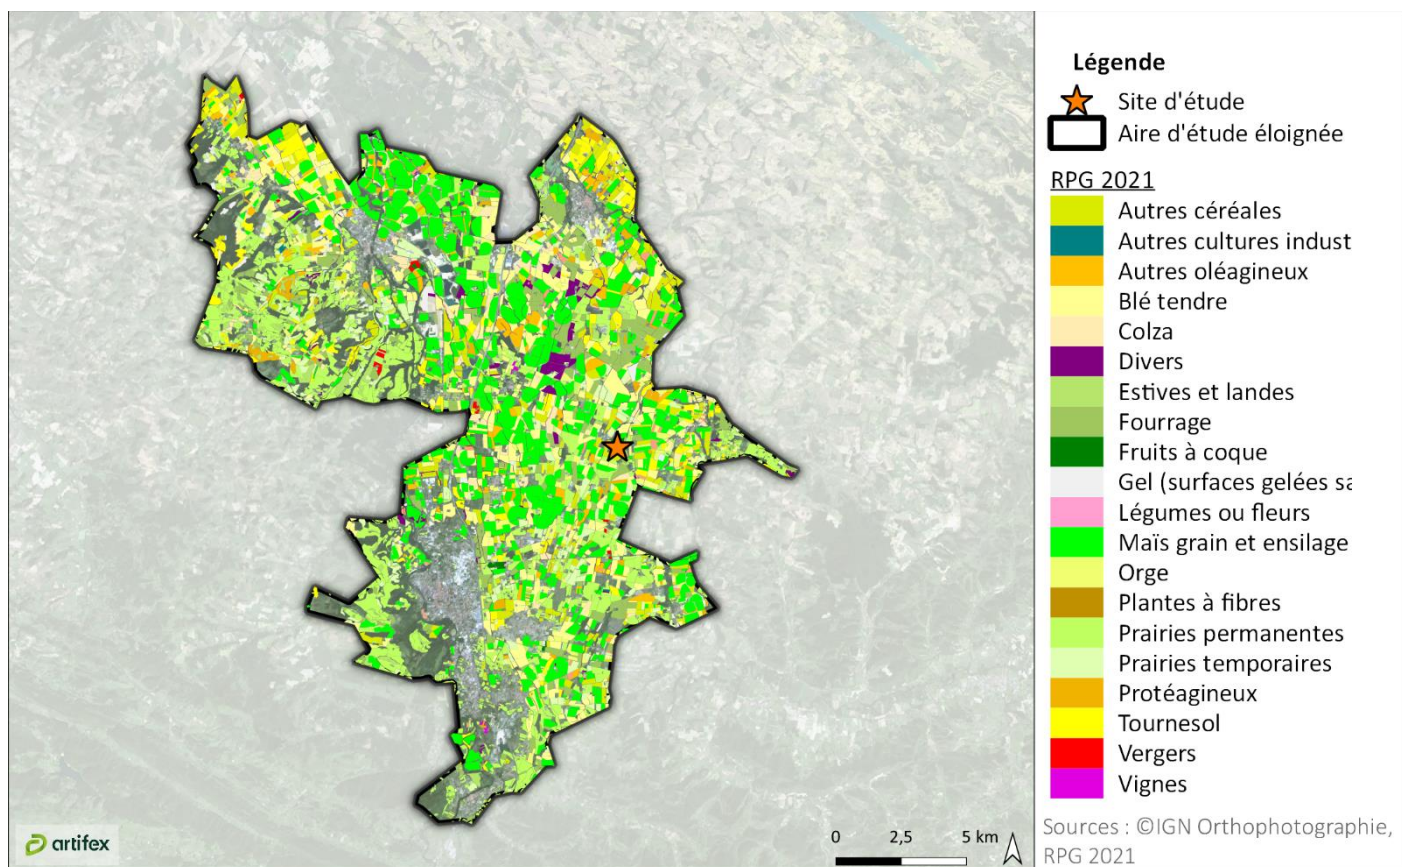 Légende
Site d'étude
Aire d'étude éloignée
RPG 2021
Autres céréales
Autres cultures indust
Autres oléagineux
Blé tendre
Colza
Divers
Estives et landes
Fourrage
Fruits à coque
Gel (surfaces gelées sa
Légumes ou fleurs
Maïs grain et ensilage
Orge
Plantes à fibres
Prairies permanentes
Prairies temporaires
Protéagineux
Tournesol
Vergers
Vignes
Sources : ©IGN Orthophotographie,
RPG 2021
0 2,5 5 km
artifex